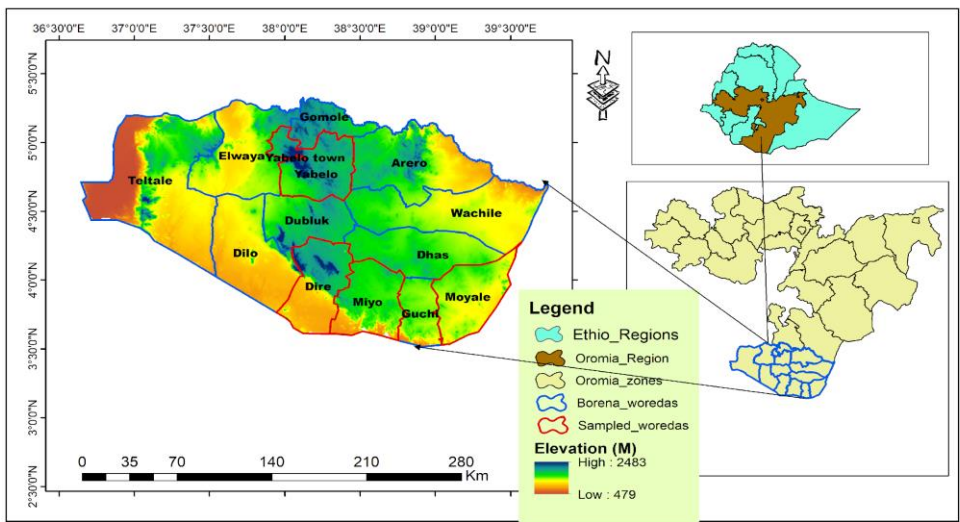 36°30'0"E 37°0'0"E 37°30'0"E 38°0'0"E 38°30'0"E 39°0'0"E 39°30'0"E
5°30'0"N
5°0'0"N
4°30'0"N
4°0'0"N
3°30'0"N
3°0'0"N
2°30'0"N
N
Gomole
Elwaya
Yabelo town
Yabelo
Arero
Teltale
Wachile
Dubluk
Dilo
Dhas
Dire
Miyo
Guchi
Moyale
Legend
Ethio_Regions
Oromia_Region
Oromia_zones
Borena_woredas
Sampled_woredas
Elevation (M)
High : 2483
Low : 479
0 35 70 140 210 280
Km